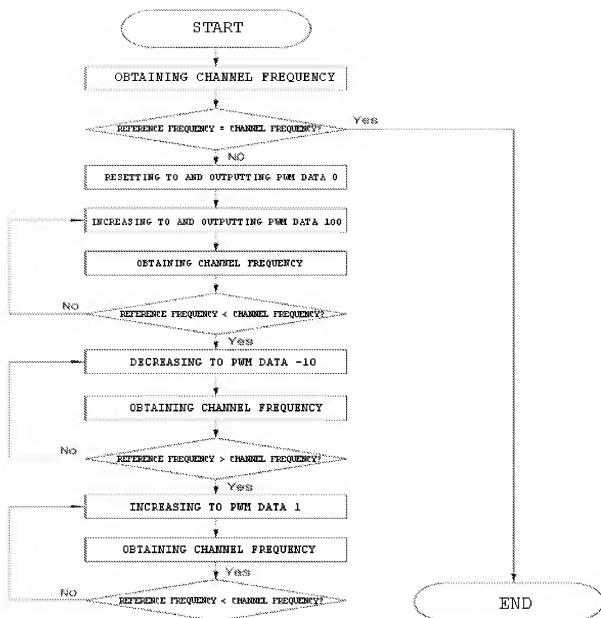 START
OBTAINING CHANNEL FREQUENCY
REFERENCE FREQUENCY = CHANNEL FREQUENCY?
Yes
NO
RESETTING TO AND OUTPUTTING PWM DATA 0
INCREASING TO AND OUTPUTTING PWM DATA 100
OBTAINING CHANNEL FREQUENCY
No
REFERENCE FREQUENCY < CHANNEL FREQUENCY?
Yes
DECREASING TO PWM DATA -10
OBTAINING CHANNEL FREQUENCY
No
REFERENCE FREQUENCY > CHANNEL FREQUENCY?
Yes
INCREASING TO PWM DATA 1
OBTAINING CHANNEL FREQUENCY
Yes
No
REFERENCE FREQUENCY < CHANNEL FREQUENCY?
END